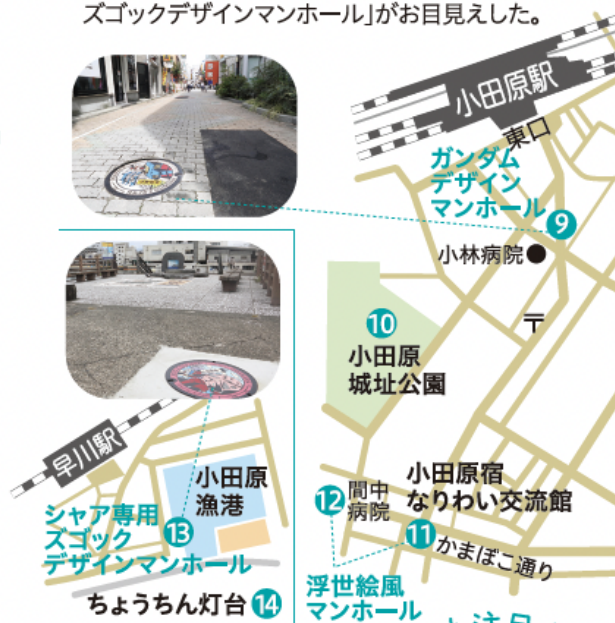 ズゴックデザインマンホール」がお目見えした。
小田原駅
東口
ガンダム
デザイン
マンホール 9
小林病院
〒
10
小田原
城址公園
早川駅
小田原
漁港
シャア専用
ズゴック
デザインマンホール
13
ちょうちん灯台 14
12
間中
病院
小田原宿
なりわい交流館
11
かまぼこ通り
浮世絵風
マンホール